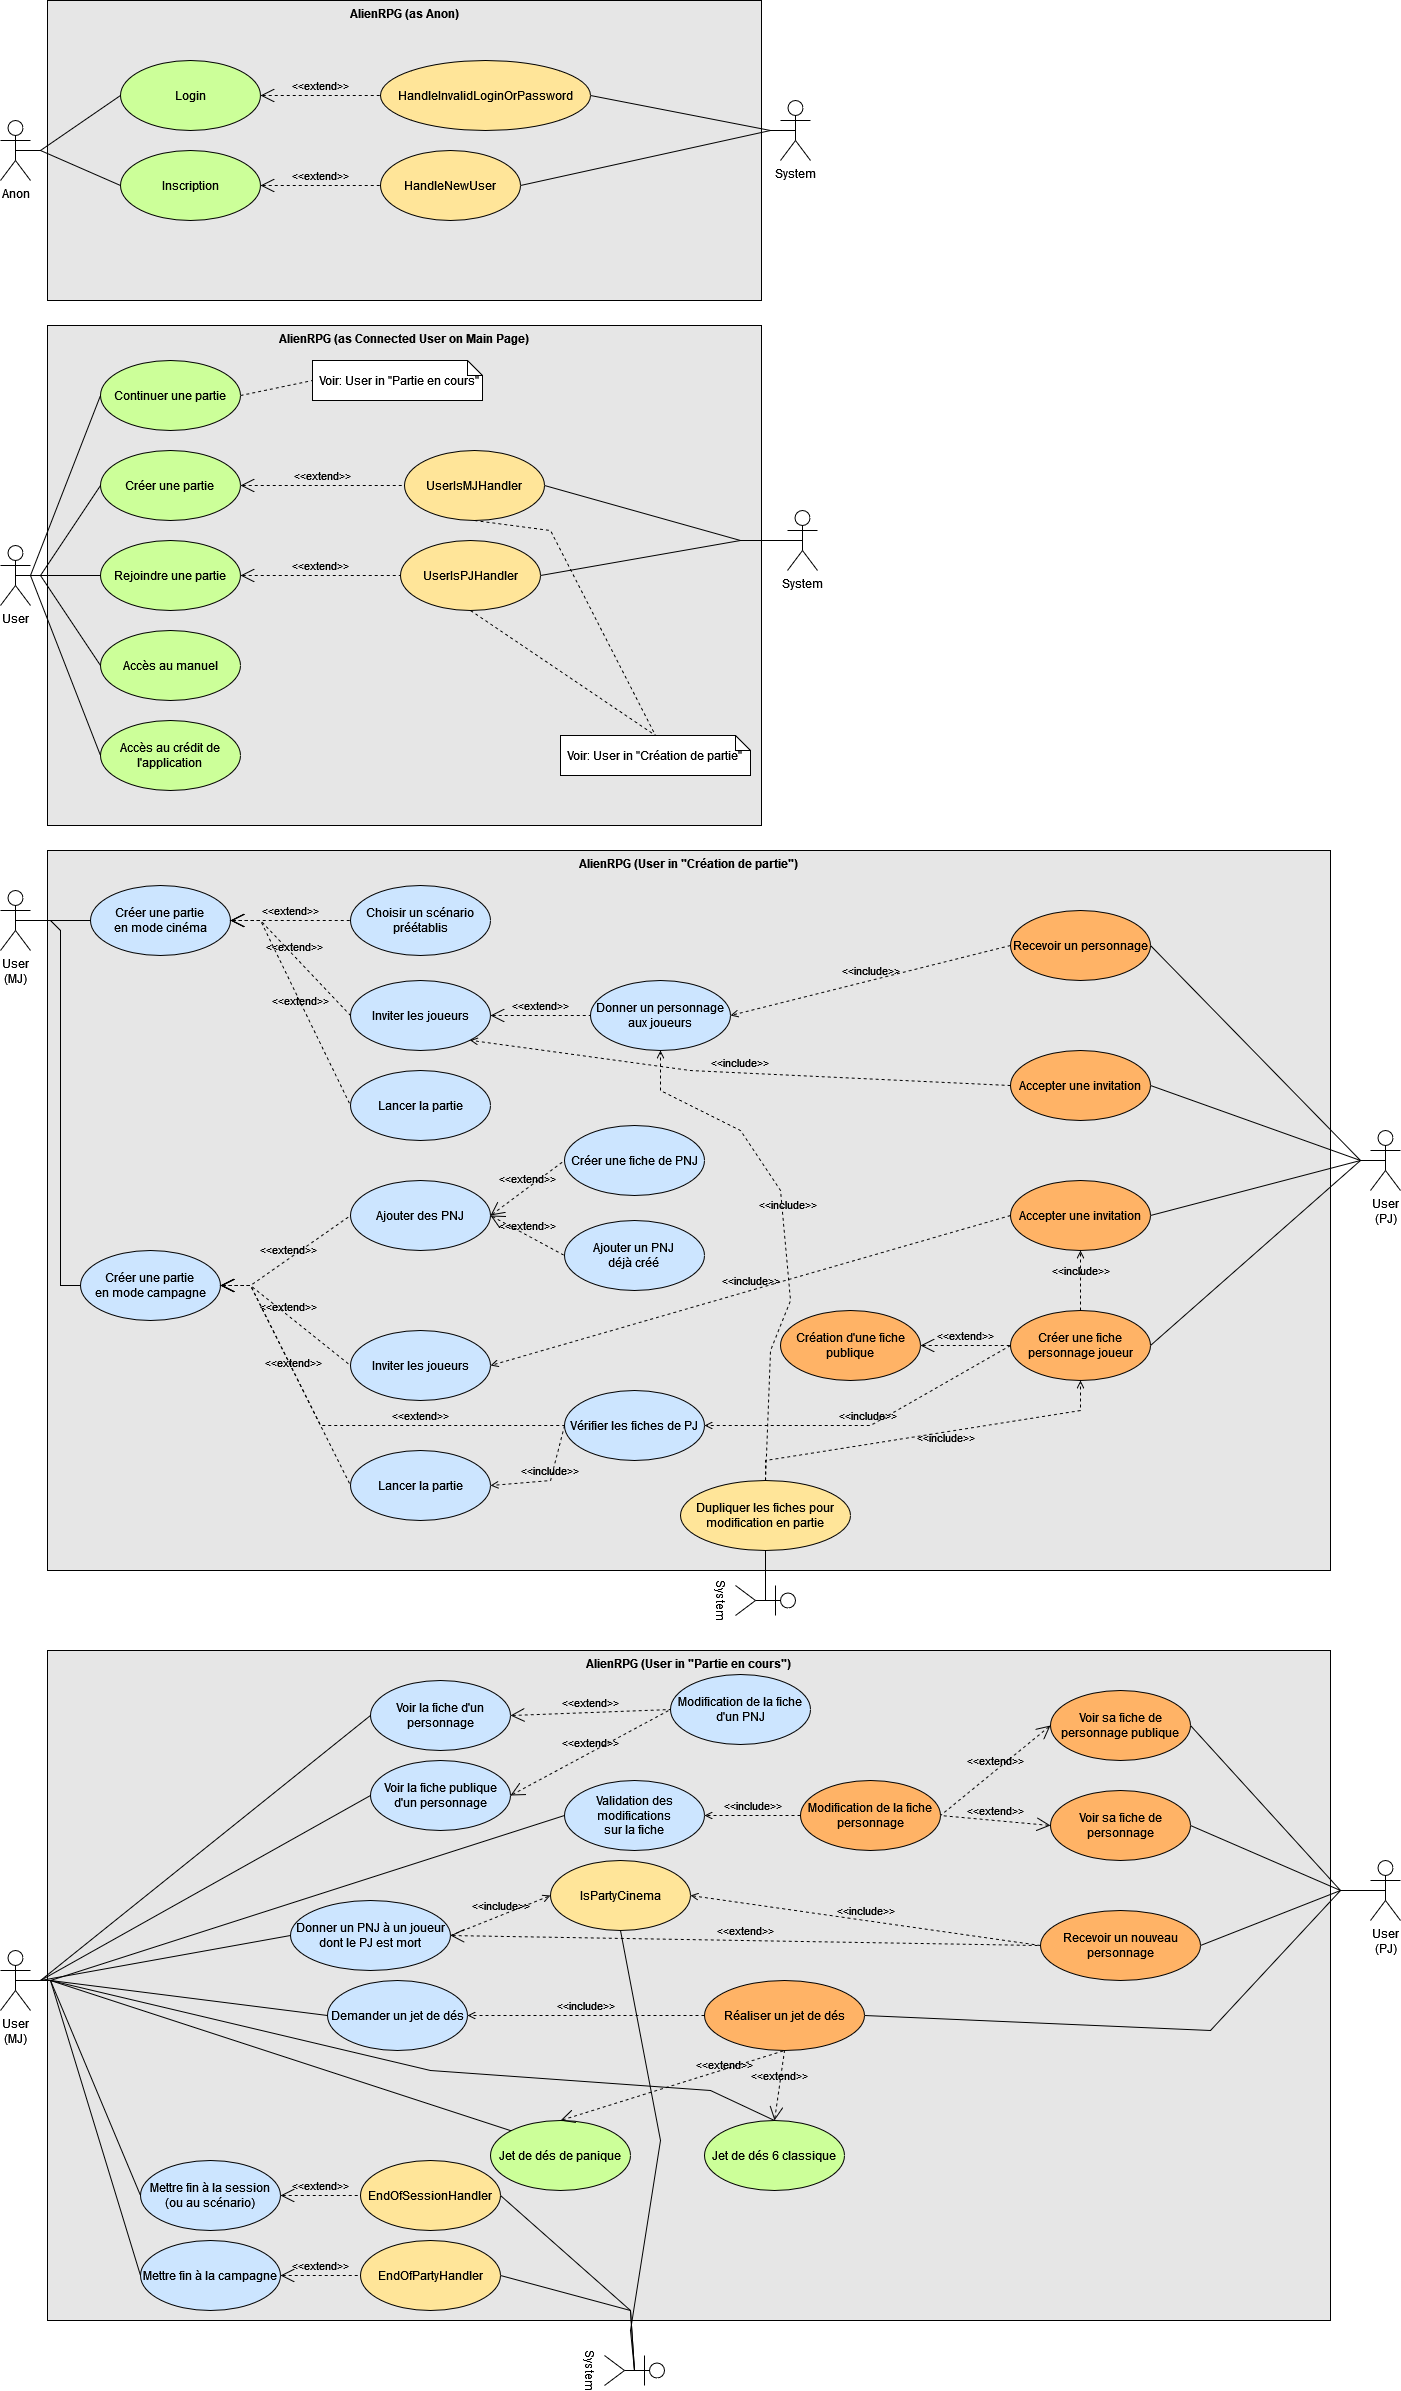 AlienRPG (as Anon)
Login
<<extend>>
HandleInvalidLoginOrPassword
Inscription
<<extend>>
HandleNewUser
Anon
System
AlienRPG (as Connected User on Main Page)
Continuer une partie
Voir: User in "Partie en cours"
Créer une partie
<<extend>>
UserIsMJHandler
Rejoindre une partie
<<extend>>
UserIsPJHandler
User
System
Accès au manuel
Accès au crédit de
l'application
Voir: User in "Création de partie"
AlienRPG (User in "Création de partie")
User
(MJ)
Créer une partie
en mode cinéma
<<extend>>
Choisir un scénario
préétablis
<<extend>>
Recevoir un personnage
<<include>>
<<extend>>
Inviter les joueurs
<<extend>>
Donner un personnage
aux joueurs
<<include>>
Accepter une invitation
Lancer la partie
Créer une fiche de PNJ
<<extend>>
Ajouter des PNJ
<<extend>>
Ajouter un PNJ
déjà créé
<<include>>
Accepter une invitation
User
(PJ)
<<extend>>
Créer une partie
en mode campagne
<<include>>
<<include>>
<<extend>>
Création d'une fiche
publique
<<extend>>
Créer une fiche
personnage joueur
Inviter les joueurs
<<extend>>
<<extend>>
Vérifier les fiches de PJ
<<include>>
<<include>>
Lancer la partie
<<include>>
Dupliquer les fiches pour
modification en partie
System
AlienRPG (User in "Partie en cours")
Voir la fiche d'un
personnage
<<extend>>
Modification de la fiche
d'un PNJ
Voir sa fiche de
personnage publique
<<extend>>
<<extend>>
Voir la fiche publique
d'un personnage
Validation des
modifications
sur la fiche
<<include>>
Modification de la fiche
personnage
<<extend>>
Voir sa fiche de
personnage
IsPartyCinema
<<include>>
<<include>>
Donner un PNJ à un joueur
dont le PJ est mort
<<extend>>
Recevoir un nouveau
personnage
User
(PJ)
User
(MJ)
Demander un jet de dés
<<include>>
Réaliser un jet de dés
<<extend>>
<<extend>>
Jet de dés de panique
Jet de dés 6 classique
Mettre fin à la session
(ou au scénario)
<<extend>>
EndOfSessionHandler
Mettre fin à la campagne
<<extend>>
EndOfPartyHandler
System